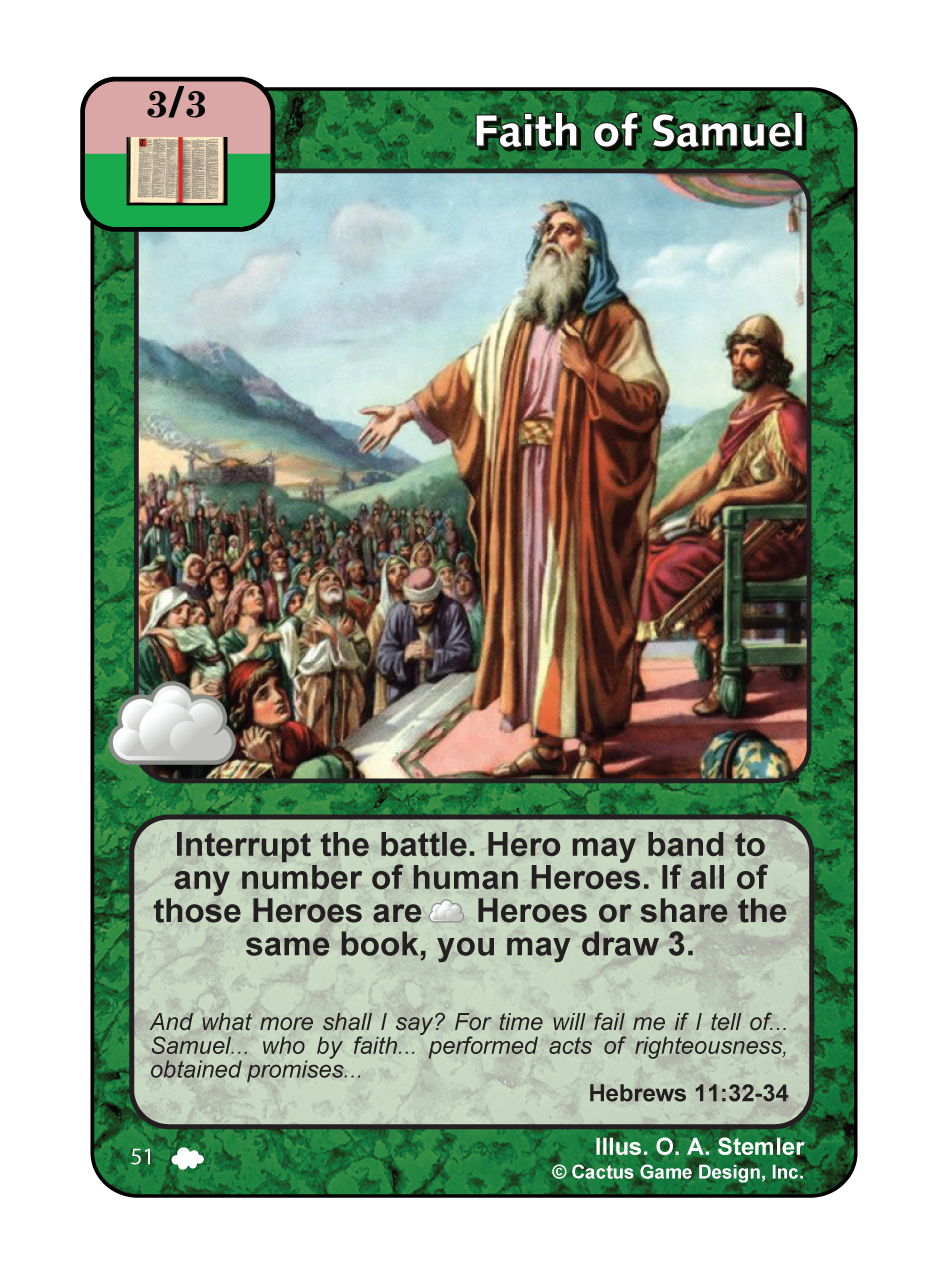 3/3
Faith of Samuel
Interrupt the battle. Hero may band to
any number of human Heroes. If all of
those Heroes are Heroes or share the
same book, you may draw 3.
And what more shall I say? For time will fail me if I tell of...
Samuel... who by faith... performed acts of righteousness,
obtained promises...
Hebrews 11:32-34
51
Illus. O. A. Stemler
© Cactus Game Design, Inc.